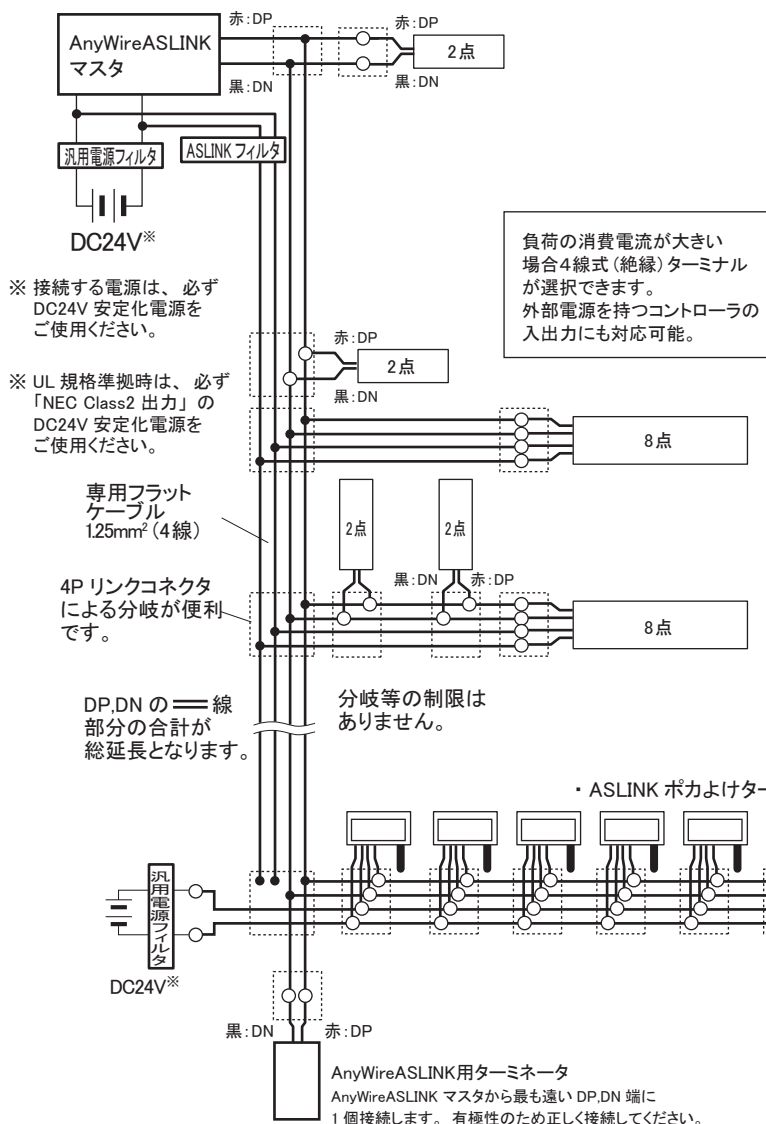 赤:DP
赤:DP
AnyWireASLINK
マスタ
2点
黒:DN
黒:DN
汎用電源フィルタ
ASLINK フィルタ
DC24V※
負荷の消費電流が大きい
場合4線式(絶縁)ターミナル
が選択できます。
外部電源を持つコントローラの
入出力にも対応可能。
※ 接続する電源は、必ず
DC24V 安定化電源を
ご使用ください。
赤:DP
2点
黒:DN
※ UL 規格準拠時は、必ず
「NEC Class2 出力」の
DC24V 安定化電源を
ご使用ください。
8点
専用フラット
ケーブル
1.25mm² (4線)
2点
2点
黒:DN
赤:DP
4P リンクコネクタ
による分岐が便利
です。
8点
DP,DN の 線
部分の合計が
総延長となります。
分岐等の制限は
ありません。
・ ASLINK ポカよけター
汎用電源フィルタ
DC24V※
黒:DN
赤:DP
AnyWireASLINK用ターミネータ
AnyWireASLINK マスタから最も遠い DP,DN 端に
1 個接続します。 有極性のため正しく接続してください。